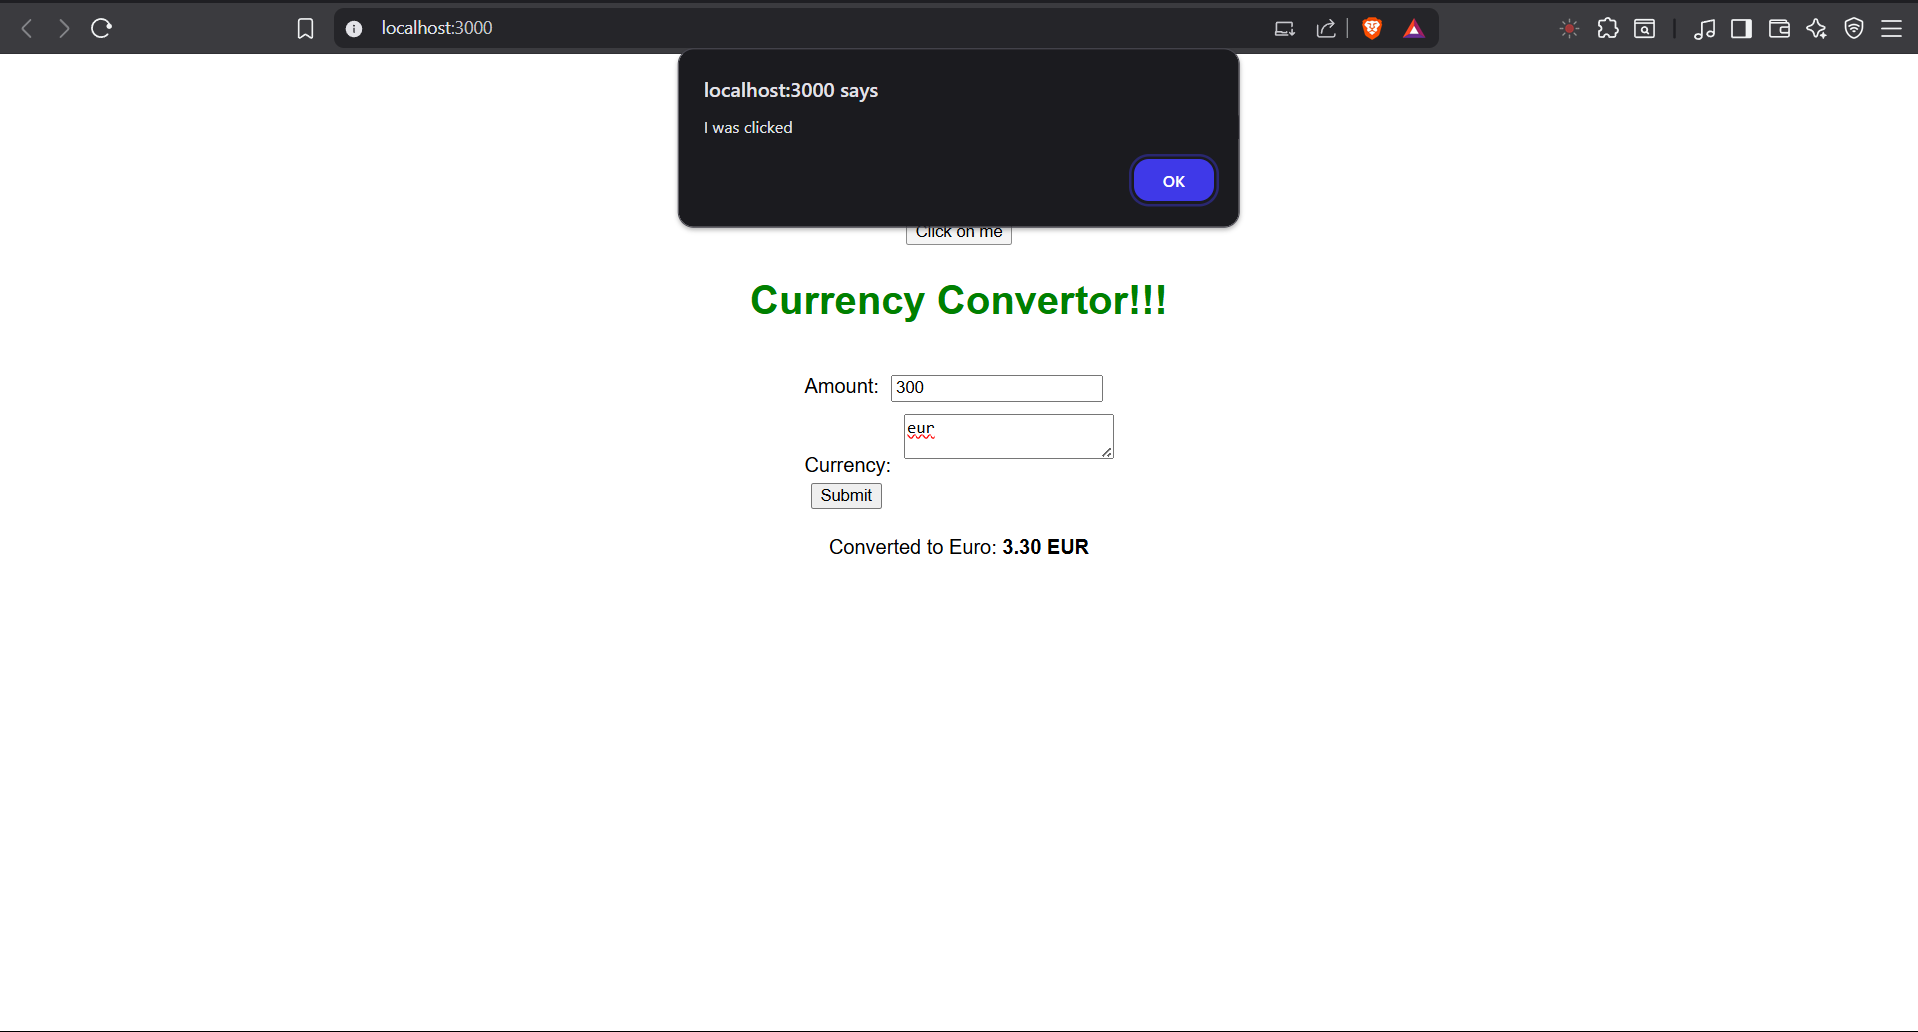 localhost:3000
localhost:3000 says
I was clicked
OK
Click on me
Currency Convertor!!!
Amount: 300
eur
Currency:
Submit
Converted to Euro: 3.30 EUR